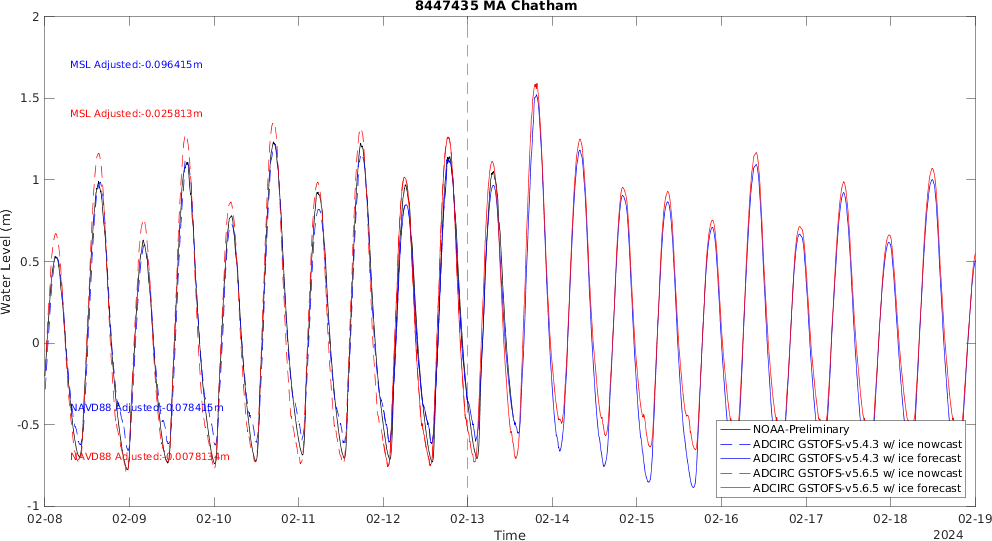 8447435 MA Chatham
2
1.5
1
0.5
0
-0.5
-1
Water Level (m)
MSL Adjusted:-0.096415m
MSL Adjusted:-0.025813m
NAVD88 Adjusted:-0.078415m
NAVD88 Adjusted:-0.0078134m
NOAA-Preliminary
ADCIRC GSTOFS-v5.4.3 w/ ice nowcast
ADCIRC GSTOFS-v5.4.3 w/ ice forecast
ADCIRC GSTOFS-v5.6.5 w/ ice nowcast
ADCIRC GSTOFS-v5.6.5 w/ ice forecast
02-08 02-09 02-10 02-11 02-12 02-13 02-14 02-15 02-16 02-17 02-18 02-19
Time
2024